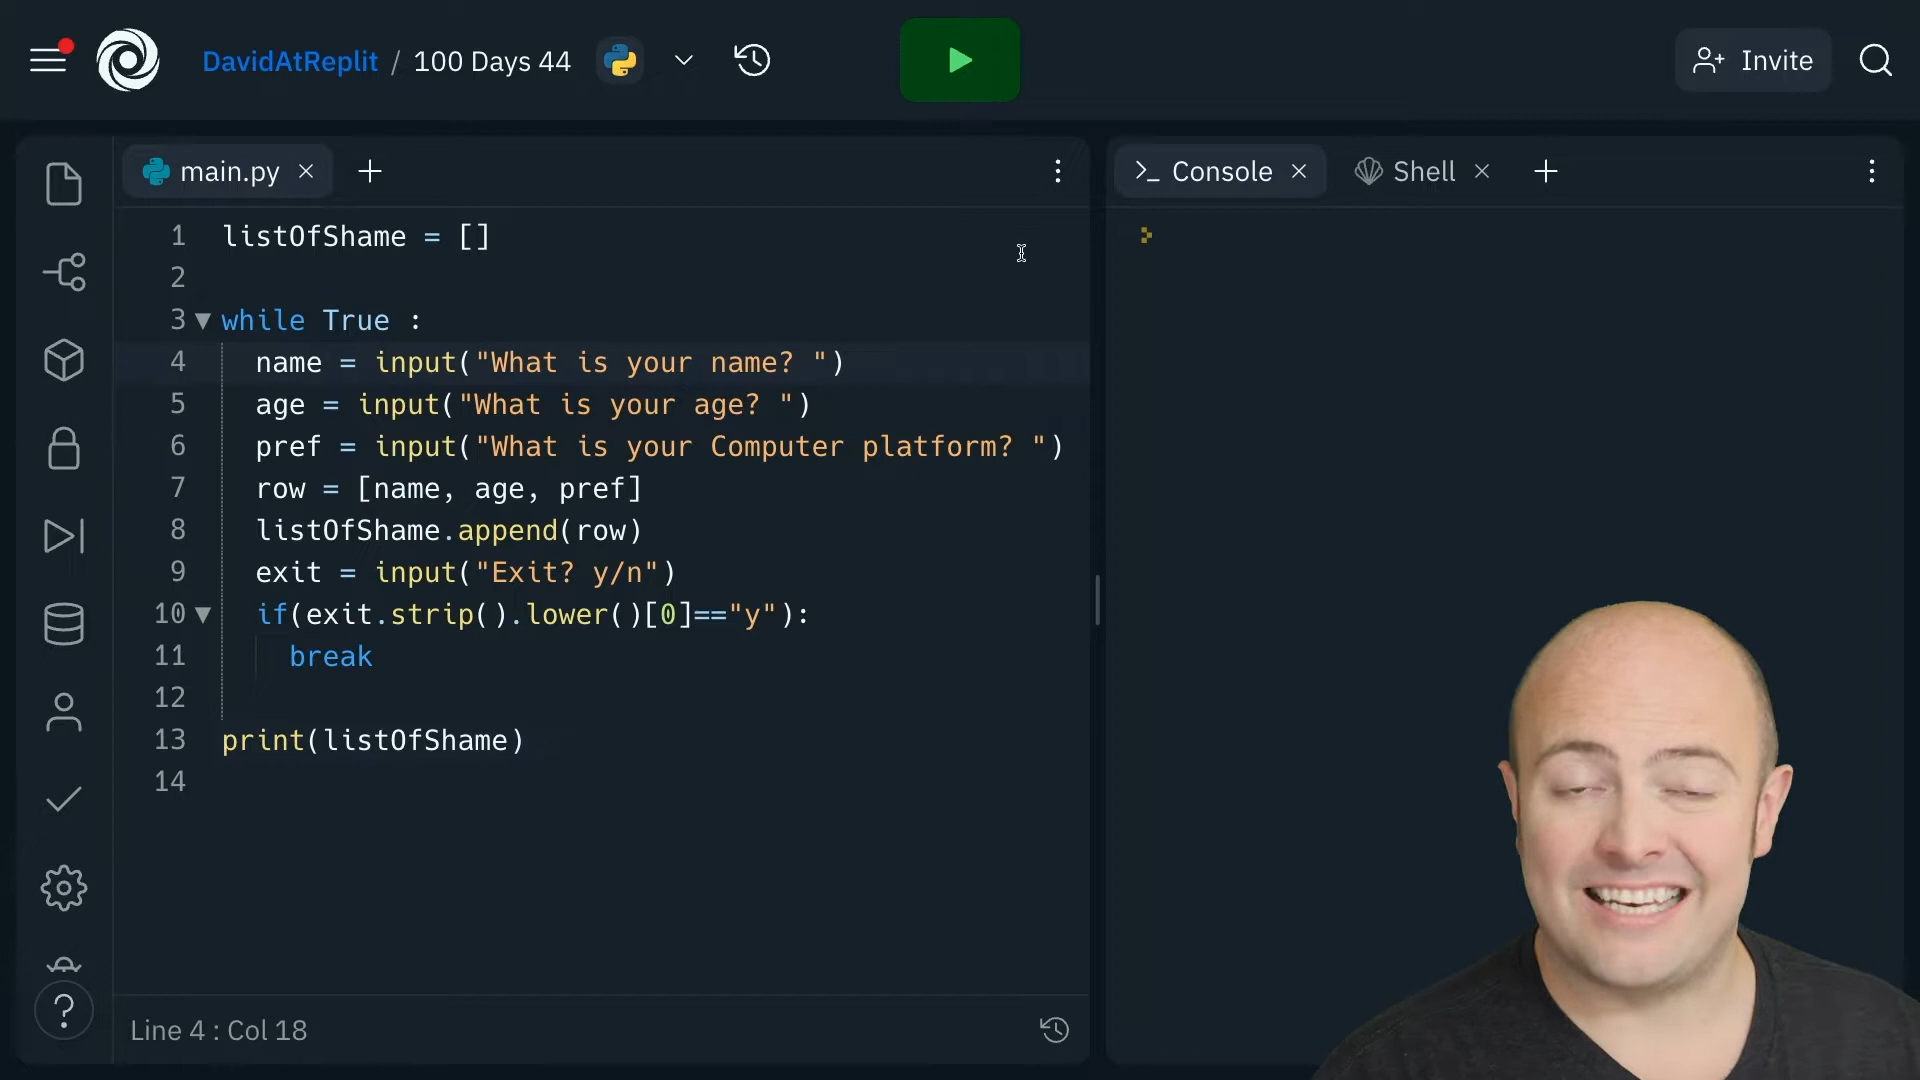 DavidAtReplit / 100 Days 44
Invite
main.py
Console
Shell
1 listOfShame = []
2
3 while True :
4 name = input("What is your name? ")
5 age = input("What is your age? ")
6 pref = input("What is your Computer platform? ")
7 row = [name, age, pref]
8 listOfShame.append(row)
9 exit = input("Exit? y/n")
10 if(exit.strip().lower()[0]=="y"):
11 break
12
13 print(listOfShame)
14
Line 4 : Col 18